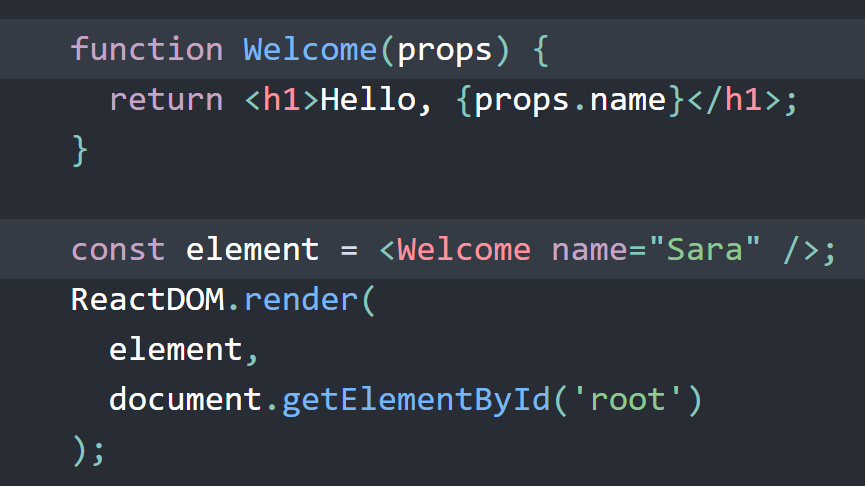 function Welcome(props) {
  return <h1>Hello, {props.name}</h1>;
}

const element = <Welcome name="Sara" />;
ReactDOM.render(
  element,
  document.getElementById('root')
);